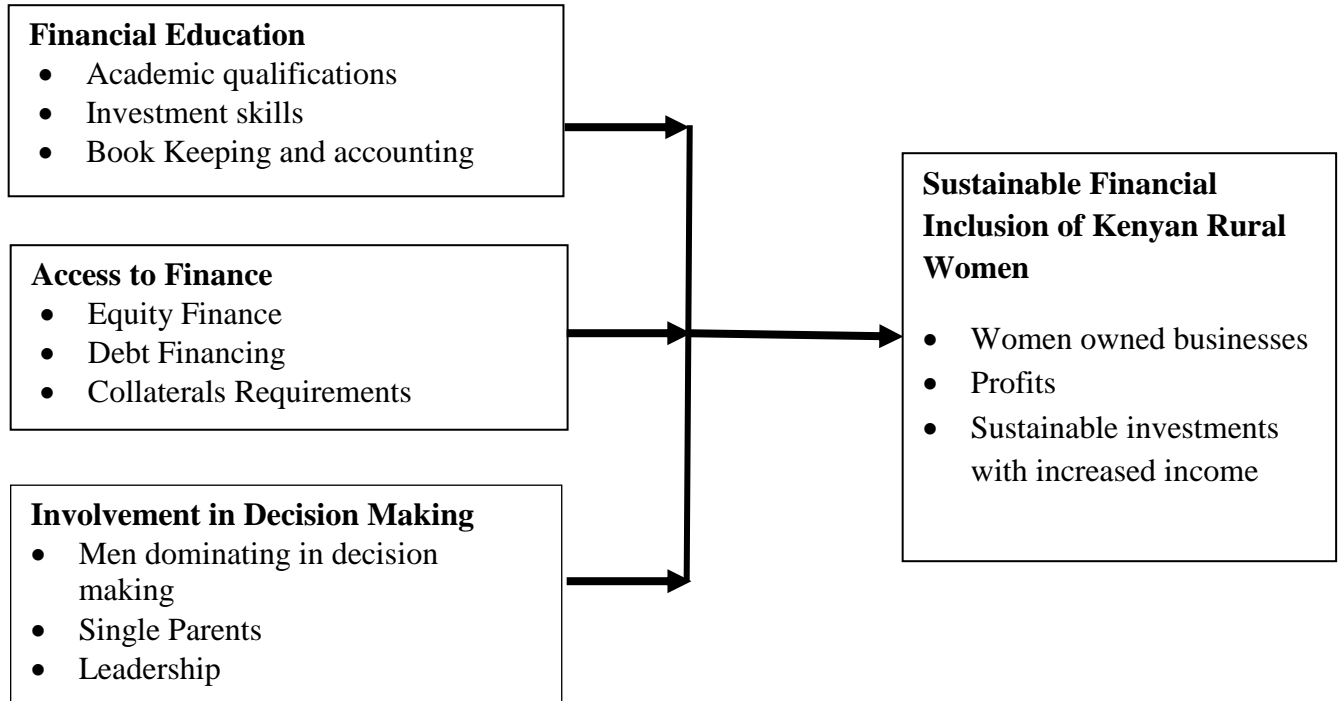 Financial Education
• Academic qualifications
• Investment skills
• Book Keeping and accounting
Access to Finance
• Equity Finance
• Debt Financing
• Collaterals Requirements
Involvement in Decision Making
• Men dominating in decision
making
• Single Parents
• Leadership
Sustainable Financial
Inclusion of Kenyan Rural
Women
• Women owned businesses
• Profits
• Sustainable investments
with increased income